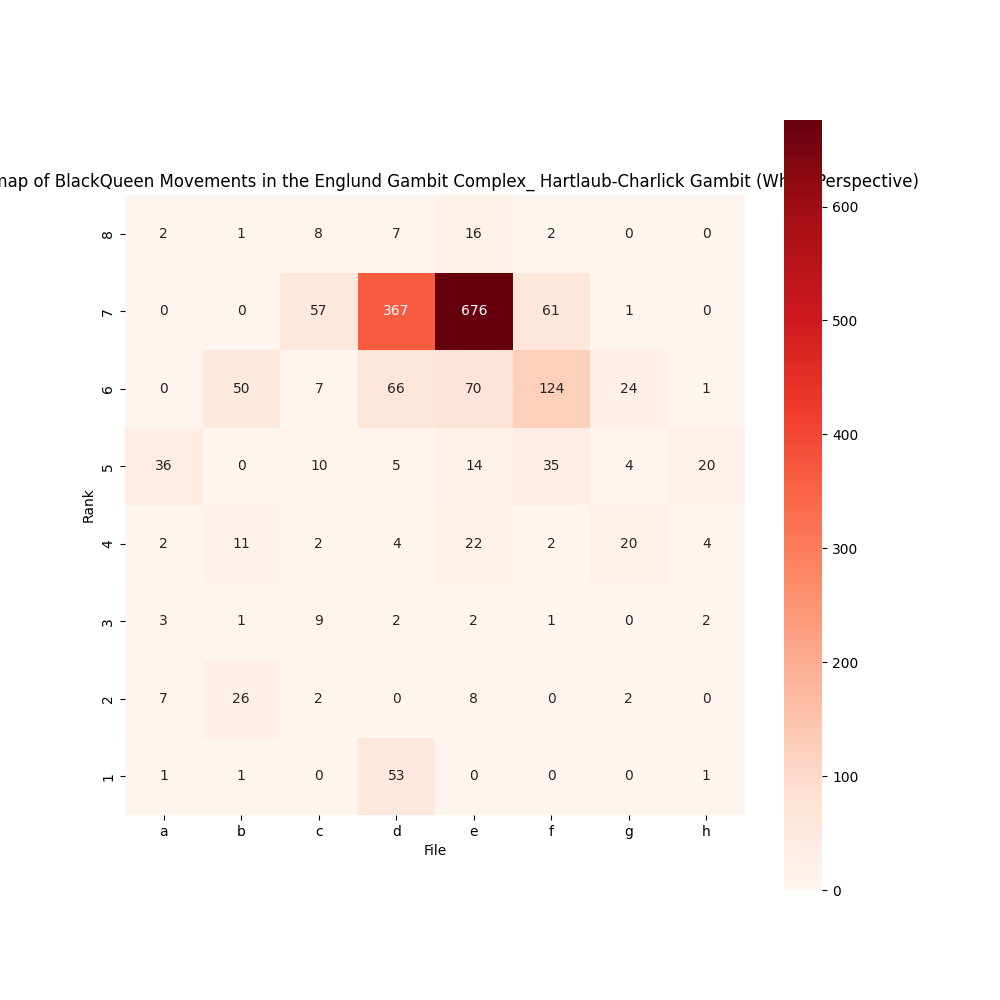 map of BlackQueen Movements in the Englund Gambit Complex_ Hartlaub-Charlick Gambit (Wh Perspective)
8 2 1 8 7 16 2 0 0
7 0 0 57 367 676 61 1 0
6 0 50 7 66 70 124 24 1
5 36 0 10 5 14 35 4 20
4 2 11 2 4 22 2 20 4
3 3 1 9 2 2 1 0 2
2 7 26 2 0 8 0 2 0
1 1 1 0 53 0 0 0 1
a b c d e f g h
File
Rank
600
500
400
300
200
100
0